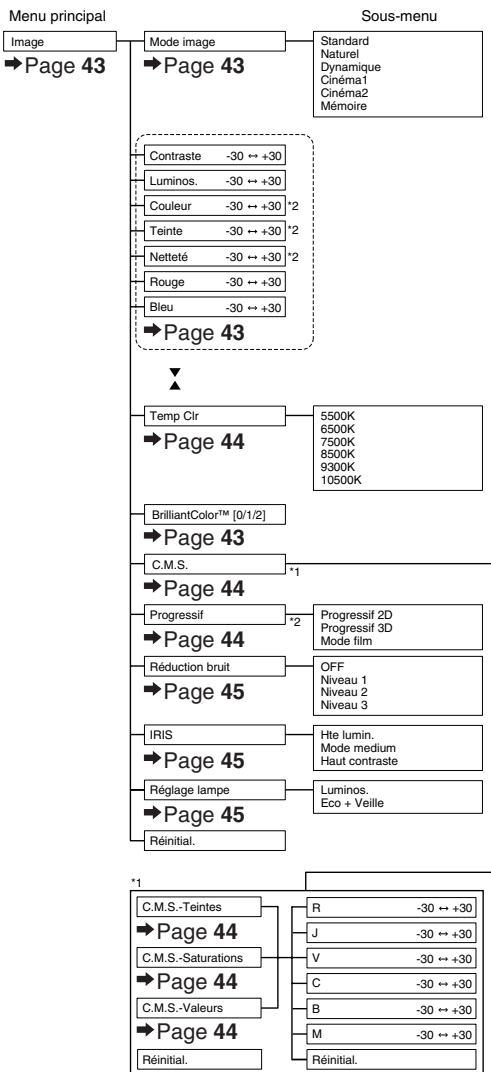 Menu principal
Sous-menu
Image
➡Page 43
Mode image
➡Page 43
Standard
Naturel
Dynamique
Cinéma1
Cinéma2
Mémoire
Contraste -30 ↔ +30
Luminos. -30 ↔ +30
Couleur -30 ↔ +30 *2
Teinte -30 ↔ +30 *2
Netteté -30 ↔ +30 *2
Rouge -30 ↔ +30
Bleu -30 ↔ +30
➡Page 43
Temp Clr
➡Page 44
5500K
6500K
7500K
8500K
9300K
10500K
BrilliantColor™ [0/1/2]
➡Page 43
C.M.S. *1
➡Page 44
Progressif *2
➡Page 44
Progressif 2D
Progressif 3D
Mode film
Réduction bruit
➡Page 45
OFF
Niveau 1
Niveau 2
Niveau 3
IRIS
➡Page 45
Hte lumin.
Mode medium
Haut contraste
Réglage lampe
➡Page 45
Luminos.
Eco + Veille
Réinitial.
*1
C.M.S.-Teintes
➡Page 44
C.M.S.-Saturations
➡Page 44
C.M.S.-Valeurs
➡Page 44
Réinitial.
R -30 ↔ +30
J -30 ↔ +30
V -30 ↔ +30
C -30 ↔ +30
B -30 ↔ +30
M -30 ↔ +30
Réinitial.